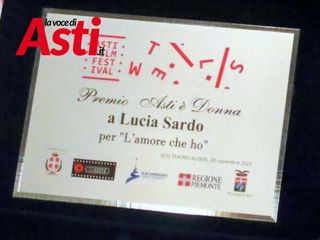 la voce di
Asti.it
ASTI
FILM
FEST
IVAL
Premio Asti è Donna
a Lucia Sardo
per "L'amore che ho"
ASTI TEATRO ALFIERI, 28 novembre 2021
REGIONE
PIEMONTE